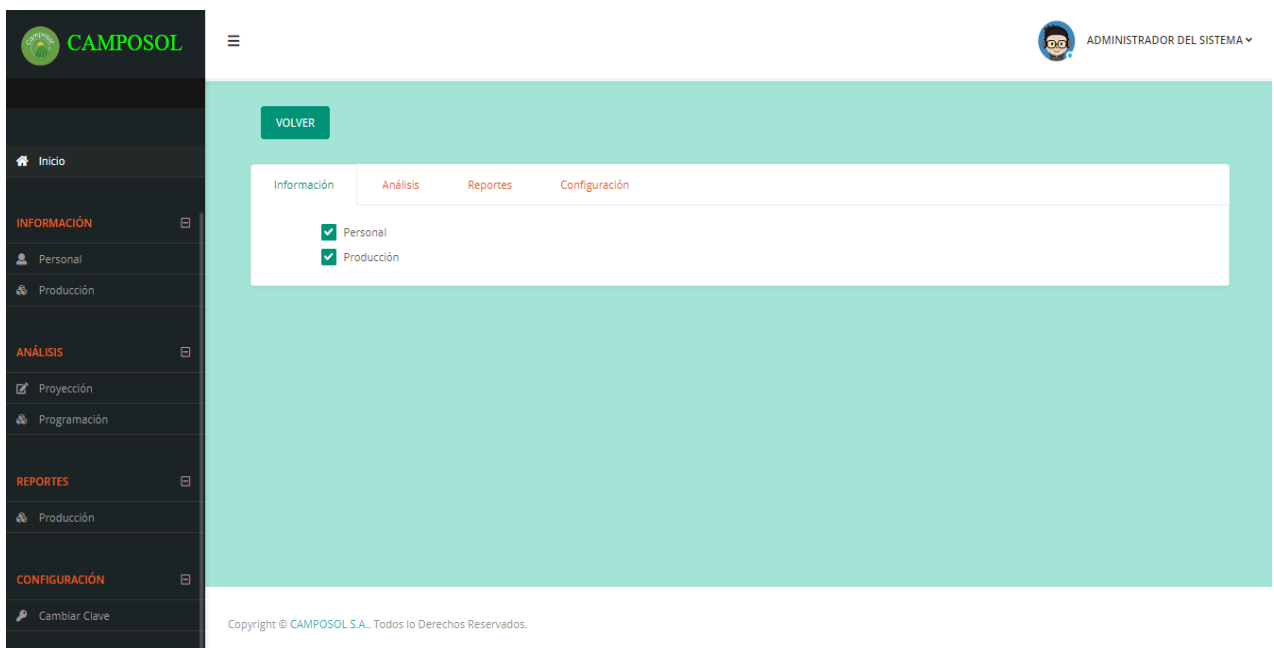 Camposol
CAMPOSOL
ADMINISTRADOR DEL SISTEMA
VOLVER
Inicio
Información Análisis Reportes Configuración
INFORMACIÓN
Personal
Producción
Personal
Producción
ANÁLISIS
Proyección
Programación
REPORTES
Producción
CONFIGURACIÓN
Cambiar Clave
Copyright © CAMPOSOL S.A.. Todos lo Derechos Reservados.